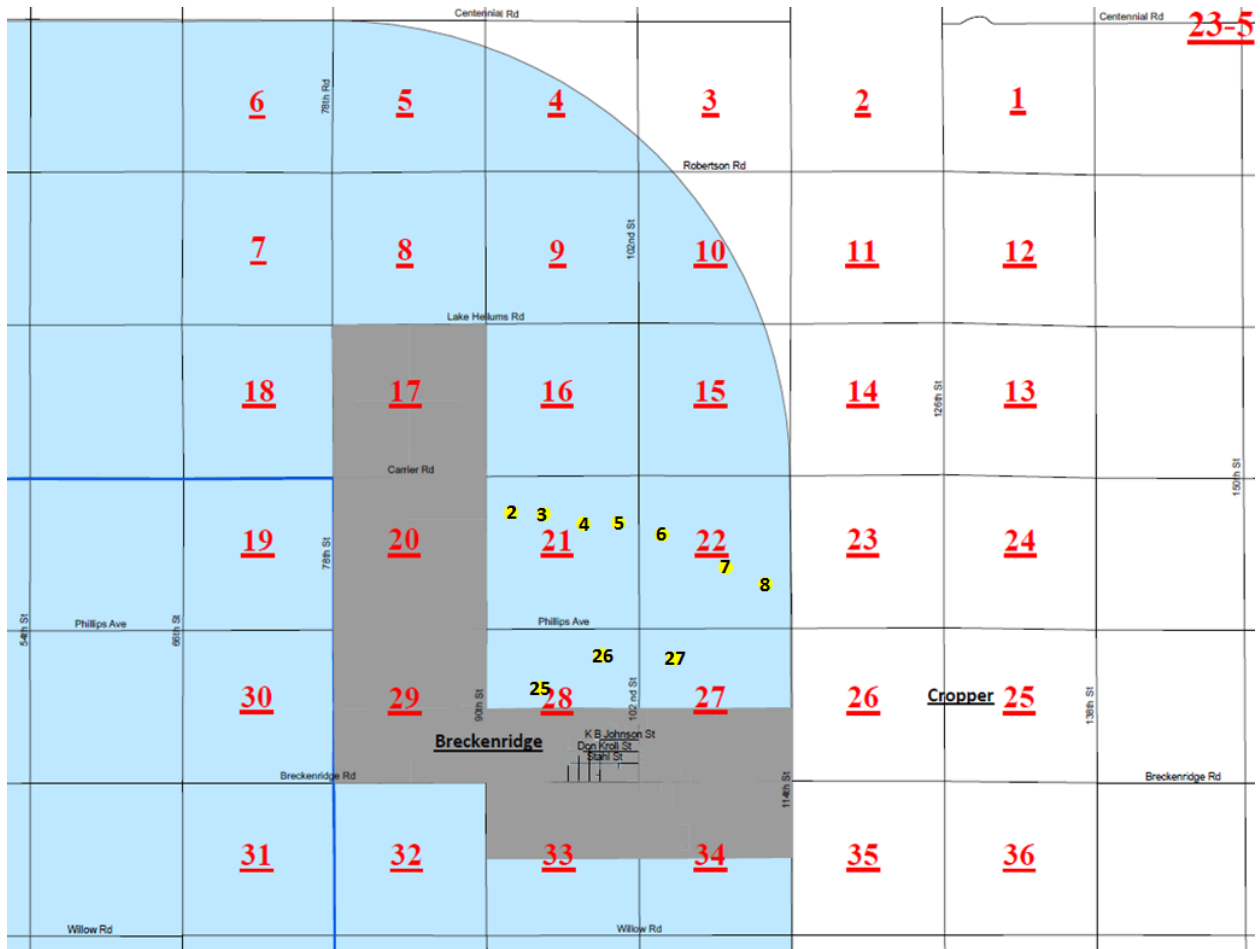 Centennial Rd
Centennial Rd
23-5
78th Rd
6
5
4
3
2
1
Robertson Rd
102nd St
7
8
9
10
11
12
Lake Hellums Rd
18
17
16
15
14
13
126th St
150th St
Carrier Rd
2
3
4
5
6
7
8
19
20
21
22
23
24
78th St
54th St
66th St
Phillips Ave
Phillips Ave
26
27
25
30
29
28
27
26
25
Cropper
90th St
102 nd St
138th St
Breckenridge
K B Johnson St
Don Kroll St
Stahl St
114th St
Breckenridge Rd
Breckenridge Rd
31
32
33
34
35
36
Willow Rd
Willow Rd